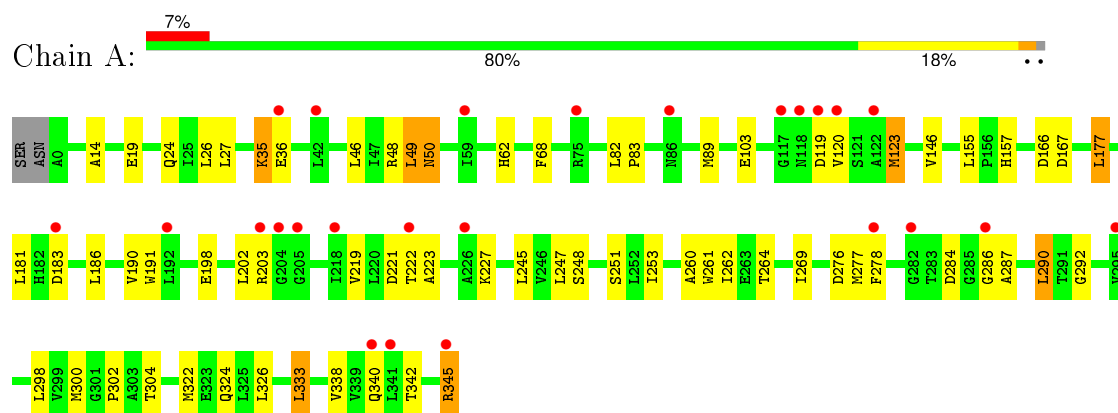 7%
Chain A:
80% 18% • •
SER ASN A0 A14 E19 Q24 I25 L26 L27 K35 E36 L42 L46 I47 R48 L49 N50 I59 H62 F68 R75 L82 P83 N86 M89 E103 G117 N118 D119 V120 S121 A122 M123 V146 L155 P156 H157 D166 D167 L177
L181 H182 D183 L186 V190 W191 L192 E198 L202 R203 G204 G205 I218 V219 L220 D221 T222 A223 A226 K227 L245 V246 L247 S248 S251 L252 I253 A260 W261 I262 E263 T264 I269 D276 M277 F278 G282 T283 D284 G285 G286 A287 L290 T291 G292 V295
L298 V299 M300 G301 P302 A303 T304 M322 E323 Q324 L325 L326 L333 V338 V339 Q340 L341 T342 R345